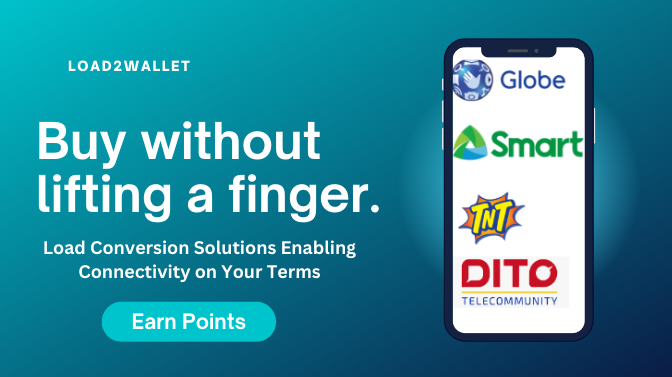 LOAD2WALLET
Buy without
lifting a finger.
Load Conversion Solutions Enabling
Connectivity on Your Terms
Earn Points
Globe
Smart
TNT
DITO
TELECOMMUNITY